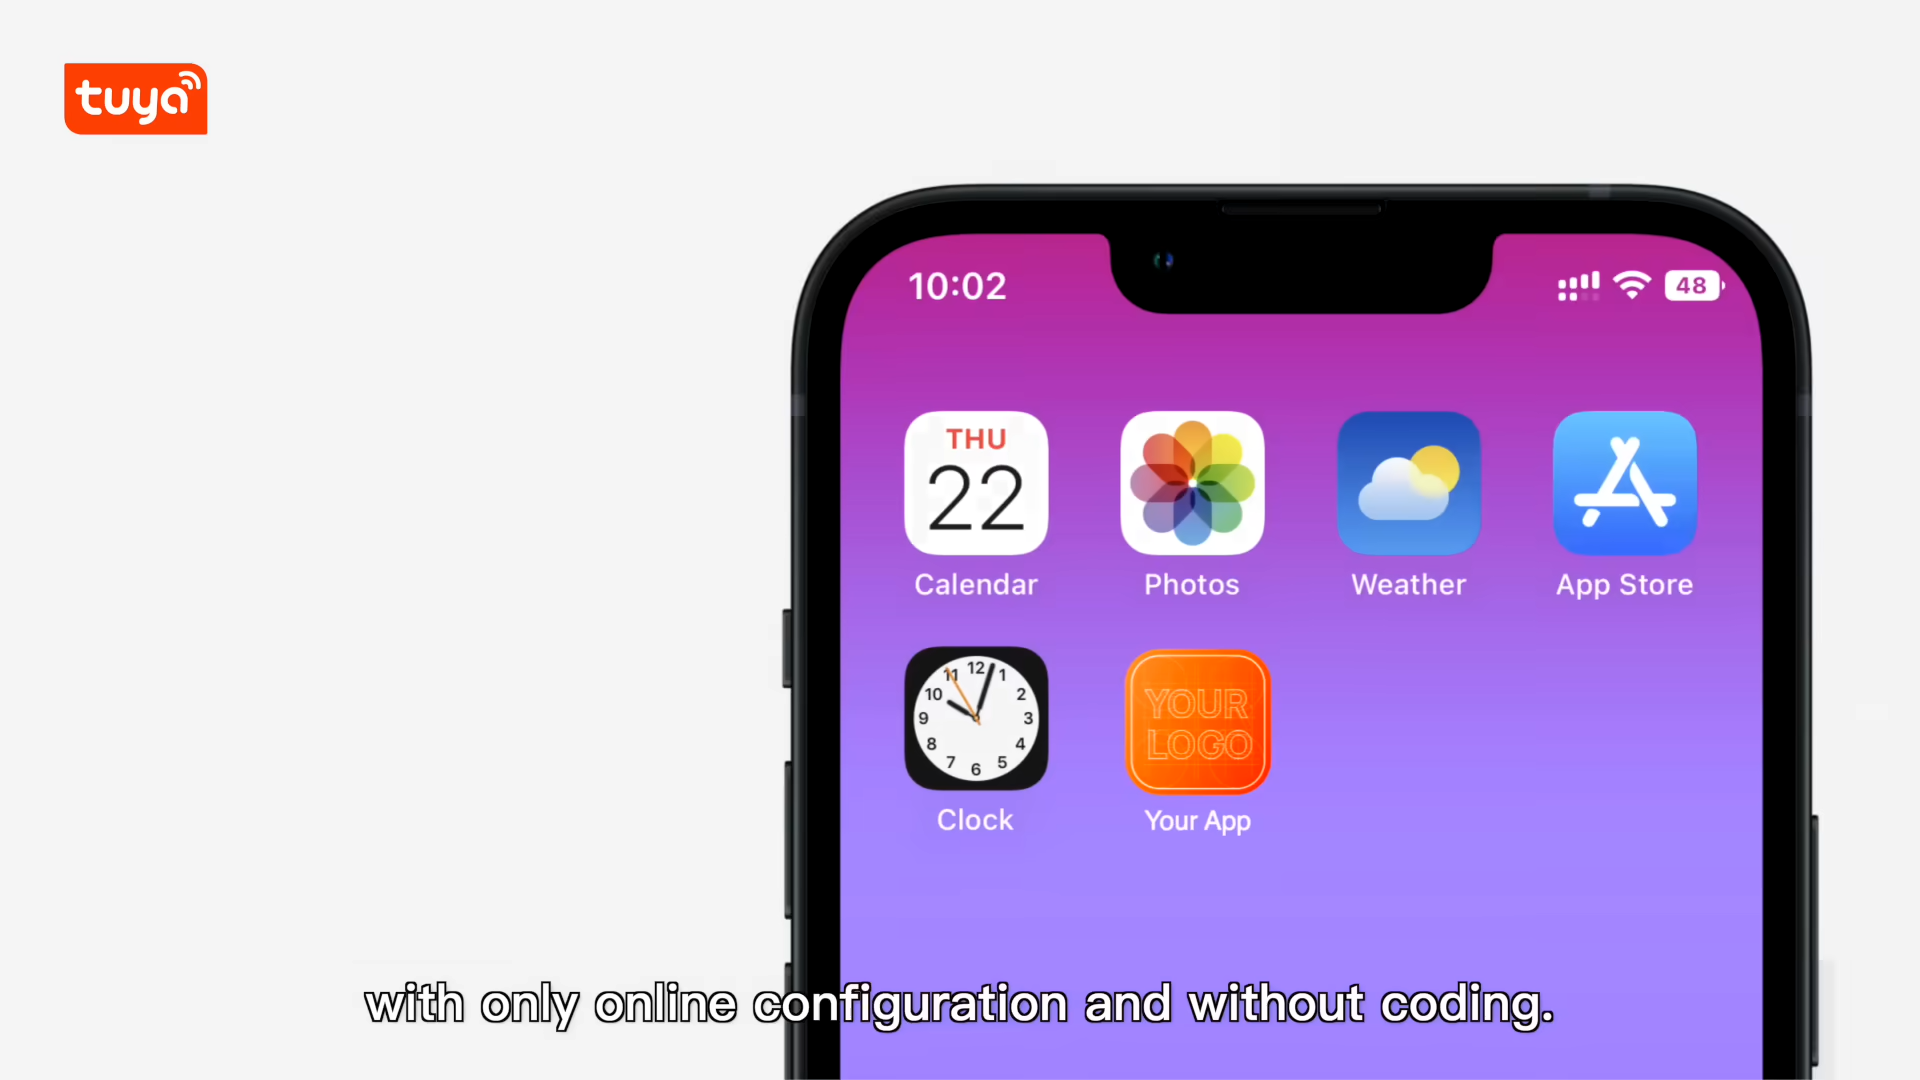 tuya
10:02
48
THU
22
Calendar
Photos
Weather
App Store
12
11 1
10 2
9 3
8 4
7 5
6
YOUR
LOGO
Clock
Your App
with only online configuration and without coding.